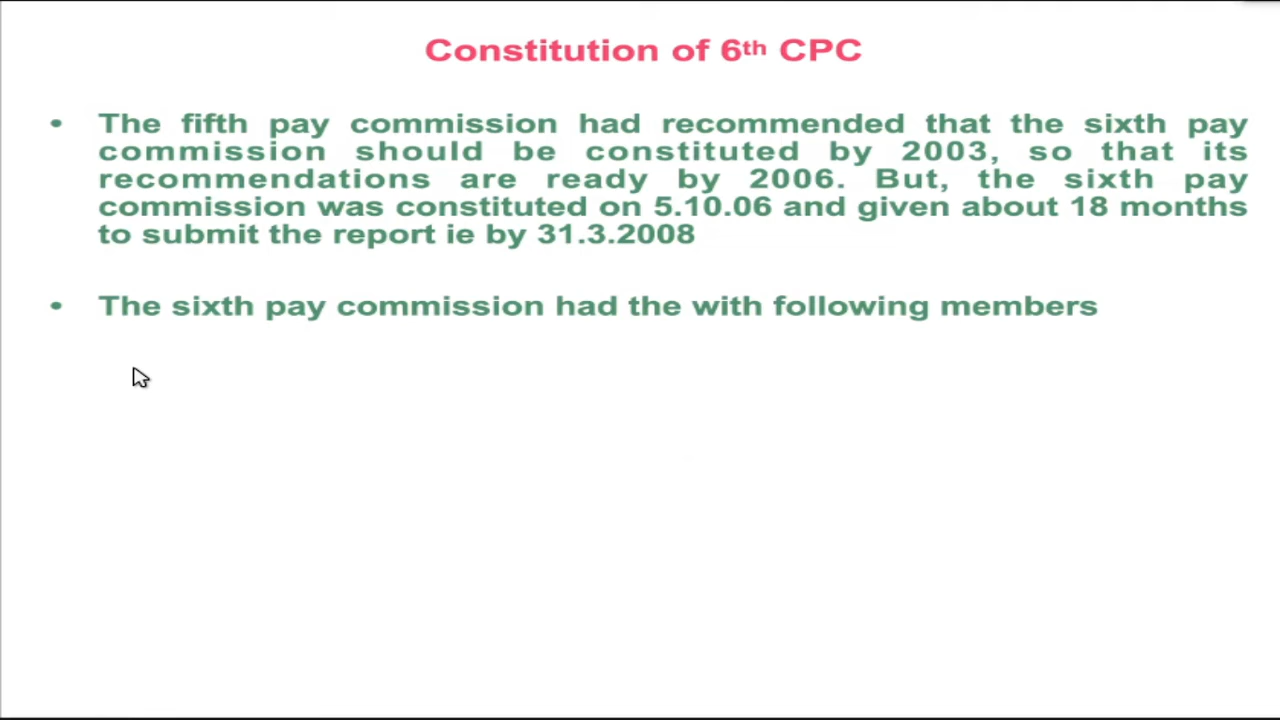 Constitution of 6th CPC
• The fifth pay commission had recommended that the sixth pay
commission should be constituted by 2003, so that its
recommendations are ready by 2006. But, the sixth pay
commission was constituted on 5.10.06 and given about 18 months
to submit the report ie by 31.3.2008
• The sixth pay commission had the with following members